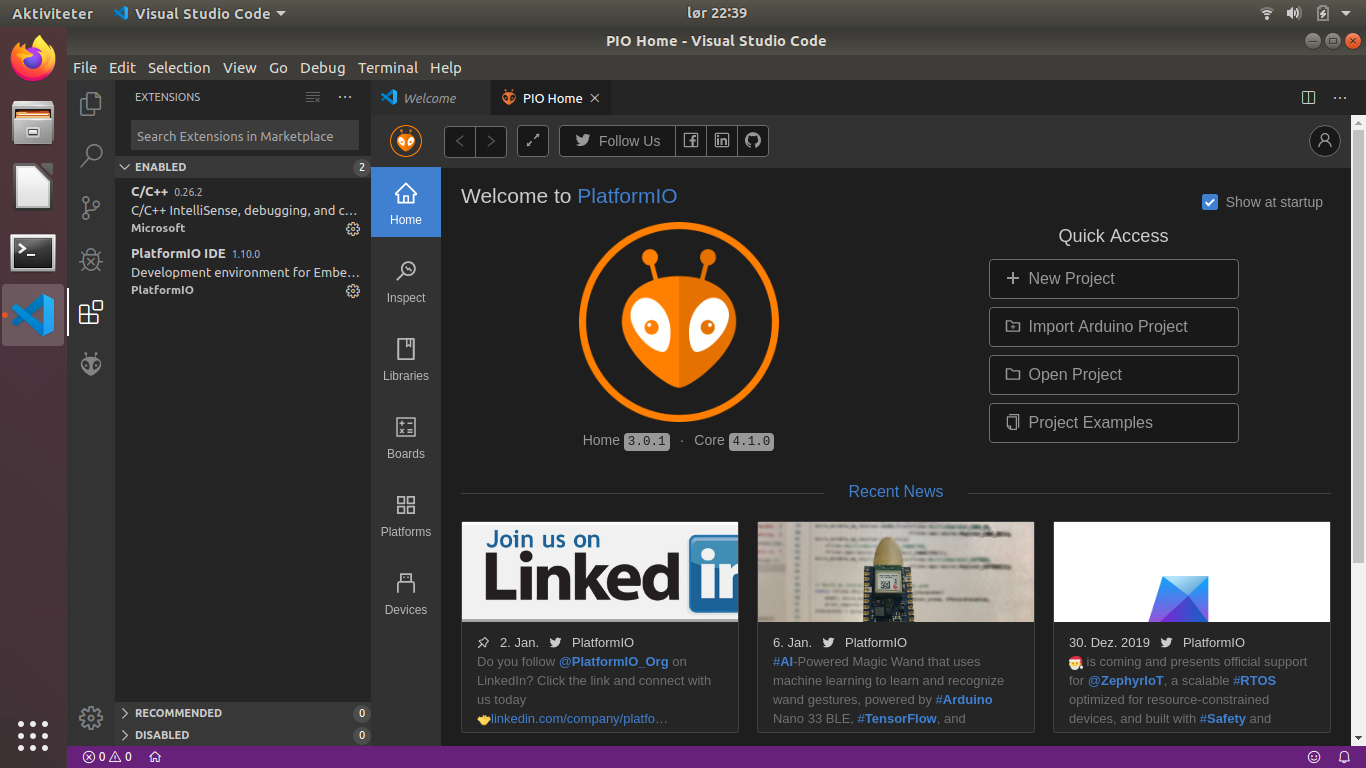 Aktiviteter
Visual Studio Code
lør 22:39
PIO Home - Visual Studio Code
File Edit Selection View Go Debug Terminal Help
EXTENSIONS
Search Extensions in Marketplace
ENABLED 2
C/C++ 0.26.2
C/C++ IntelliSense, debugging, and c…
Microsoft
PlatformIO IDE 1.10.0
Development environment for Embe…
PlatformIO
RECOMMENDED 0
DISABLED 0
Welcome
PIO Home
Follow Us
Home
Inspect
Libraries
Boards
Platforms
Devices
Welcome to PlatformIO
Show at startup
Home 3.0.1 · Core 4.1.0
Quick Access
New Project
Import Arduino Project
Open Project
Project Examples
Recent News
Join us on
Linked in
2. Jan. PlatformIO
Do you follow @PlatformIO_Org on
LinkedIn? Click the link and connect with
us today
linkedin.com/company/platfo…
6. Jan. PlatformIO
#AI-Powered Magic Wand that uses
machine learning to learn and recognize
wand gestures, powered by #Arduino
Nano 33 BLE, #TensorFlow, and
30. Dez. 2019 PlatformIO
is coming and presents official support
for @ZephyrIoT, a scalable #RTOS
optimized for resource-constrained
devices, and built with #Safety and
0 0